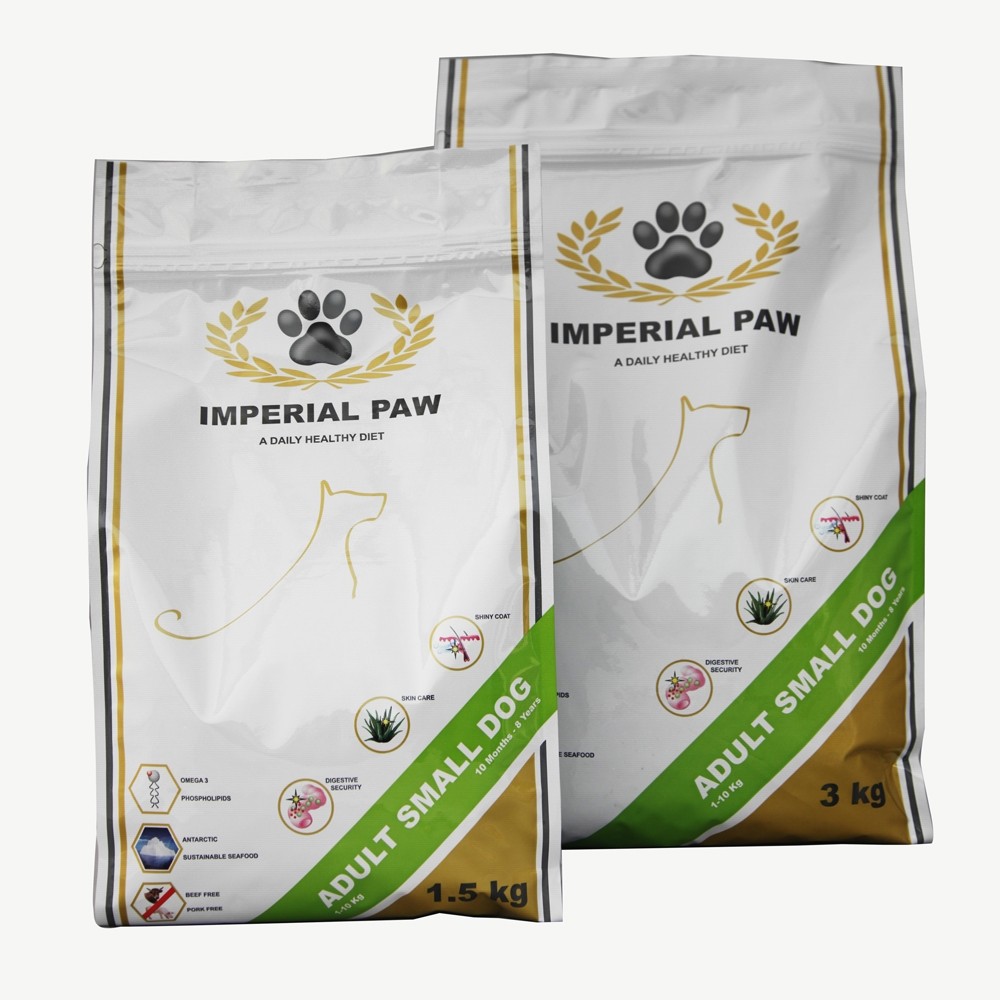 IMPERIAL PAW
A DAILY HEALTHY DIET
SHINY COAT
SKIN CARE
DIGESTIVE
SECURITY
OMEGA 3
PHOSPHOLIPIDS
ANTARCTIC
SUSTAINABLE SEAFOOD
BEEF FREE
PORK FREE
ADULT SMALL DOG
10 Months - 8 Years
1-10 Kg
1.5 kg
IMPERIAL PAW
A DAILY HEALTHY DIET
SHINY COAT
SKIN CARE
DIGESTIVE
SECURITY
SEAFOOD
ADULT SMALL DOG
10 Months - 8 Years
1-10 Kg
3 kg